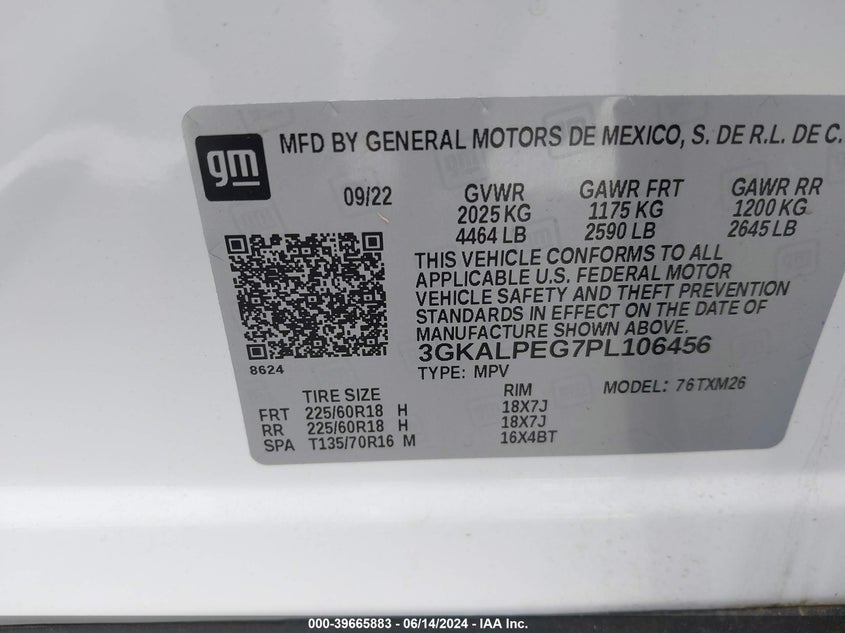 gm
MFD BY GENERAL MOTORS DE MEXICO, S. DE R.L. DE C.
09/22 GVWR GAWR FRT GAWR RR
2025 KG 1175 KG 1200 KG
4464 LB 2590 LB 2645 LB
THIS VEHICLE CONFORMS TO ALL
APPLICABLE U.S. FEDERAL MOTOR
VEHICLE SAFETY AND THEFT PREVENTION
STANDARDS IN EFFECT ON THE DATE OF
MANUFACTURE SHOWN ABOVE.
3GKALPEG7PL106456
8624
TYPE: MPV MODEL: 76TXM26
TIRE SIZE RIM
FRT 225/60R18 H 18X7J
RR 225/60R18 H 18X7J
SPA T135/70R16 M 16X4BT
000-39665883 - 06/14/2024 - IAA Inc.